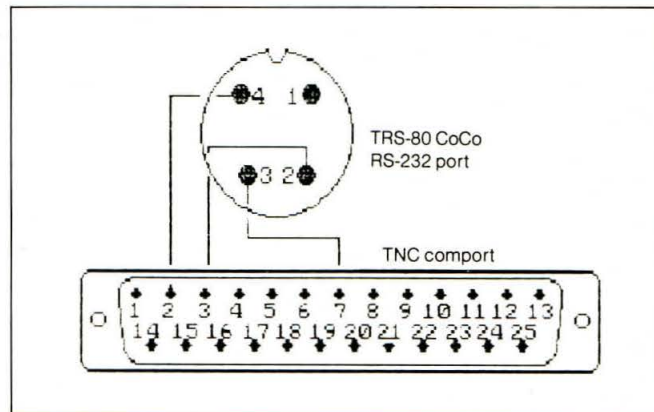 4 1
TRS-80 CoCo
RS-232 port
3 2
TNC comport
1 2 3 4 5 6 7 8 9 10 11 12 13
14 15 16 17 18 19 20 21 22 23 24 25